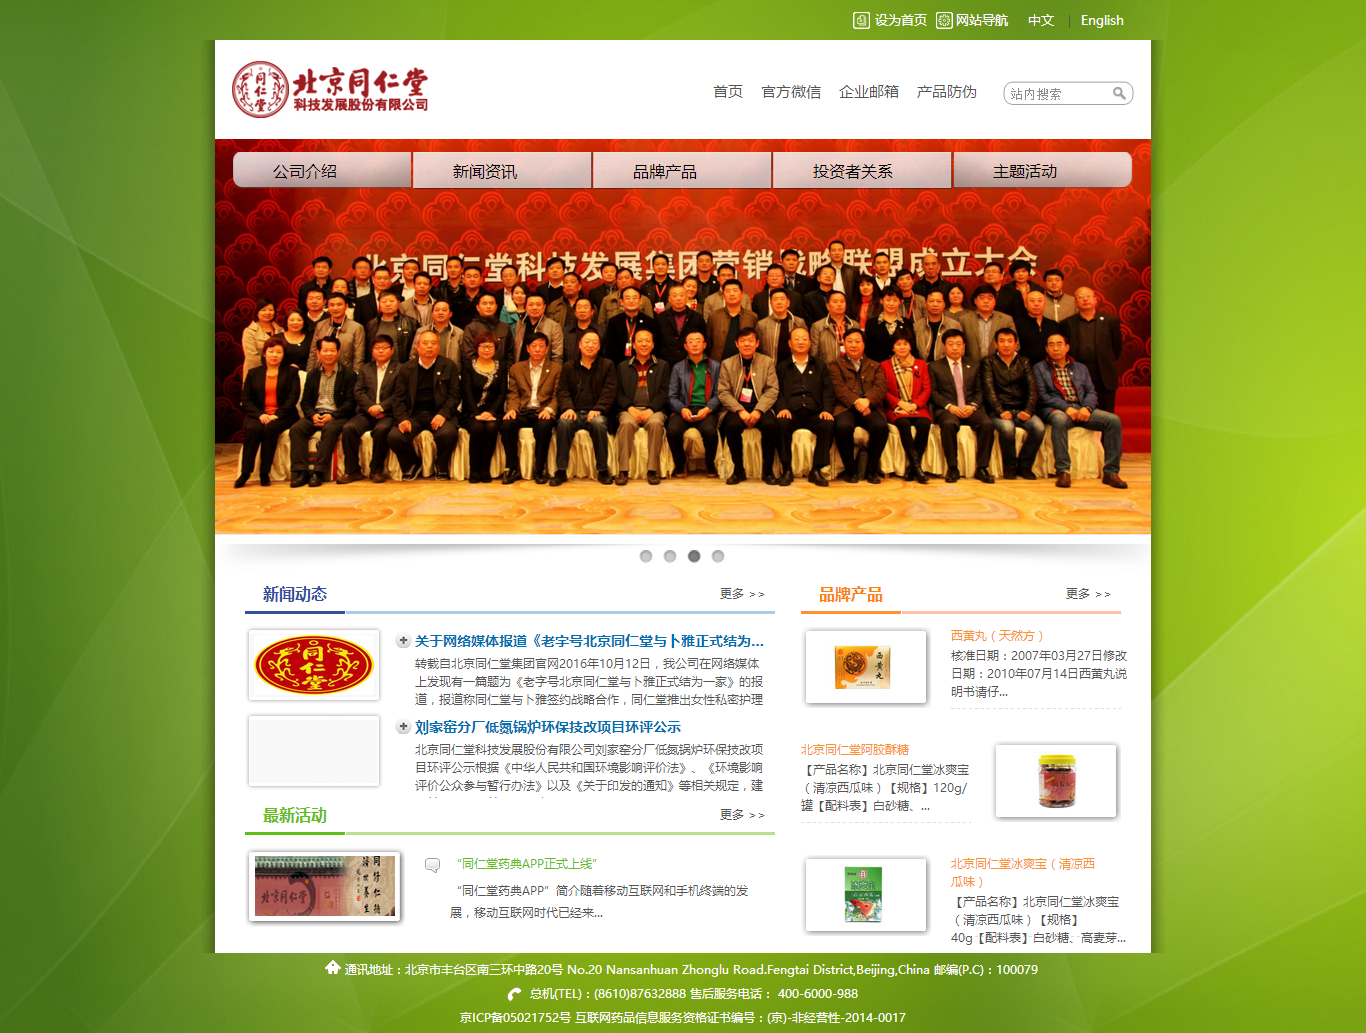 设为首页 网站导航 中文 | English
同仁堂
北京同仁堂
科技发展股份有限公司
首页 官方微信 企业邮箱 产品防伪 站内搜索
公司介绍 新闻资讯 品牌产品 投资者关系 主题活动
北京同仁堂科技发展集团营销战略联盟成立大会
新闻动态 更多 >>
同仁堂
关于网络媒体报道《老字号北京同仁堂与卜雅正式结为...
转载自北京同仁堂集团官网2016年10月12日，我公司在网络媒体
上发现有一篇题为《老字号北京同仁堂与卜雅正式结为一家》的报
道，报道称同仁堂与卜雅签约战略合作，同仁堂推出女性私密护理
刘家窑分厂低氮锅炉环保技改项目环评公示
北京同仁堂科技发展股份有限公司刘家窑分厂低氮锅炉环保技改项
目环评公示根据《中华人民共和国环境影响评价法》、《环境影响
评价公众参与暂行办法》以及《关于印发的通知》等相关规定，建
最新活动 更多 >>
北京同仁堂
同修仁德
济世养生
“同仁堂药典APP正式上线”
“同仁堂药典APP”简介随着移动互联网和手机终端的发
展，移动互联网时代已经来...
品牌产品 更多 >>
西黄丸
西黄丸（天然方）
核准日期：2007年03月27日修改
日期：2010年07月14日西黄丸说
明书请仔...
北京同仁堂阿胶酥糖
【产品名称】北京同仁堂冰爽宝
（清凉西瓜味）【规格】120g/
罐【配料表】白砂糖、...
北京同仁堂冰爽宝（清凉西
瓜味）
【产品名称】北京同仁堂冰爽宝
（清凉西瓜味）【规格】
40g【配料表】白砂糖、高麦芽...
通讯地址：北京市丰台区南三环中路20号 No.20 Nansanhuan Zhonglu Road.Fengtai District,Beijing,China 邮编(P.C)：100079
总机(TEL)：(8610)87632888 售后服务电话： 400-6000-988
京ICP备05021752号 互联网药品信息服务资格证书编号：(京)-非经营性-2014-0017